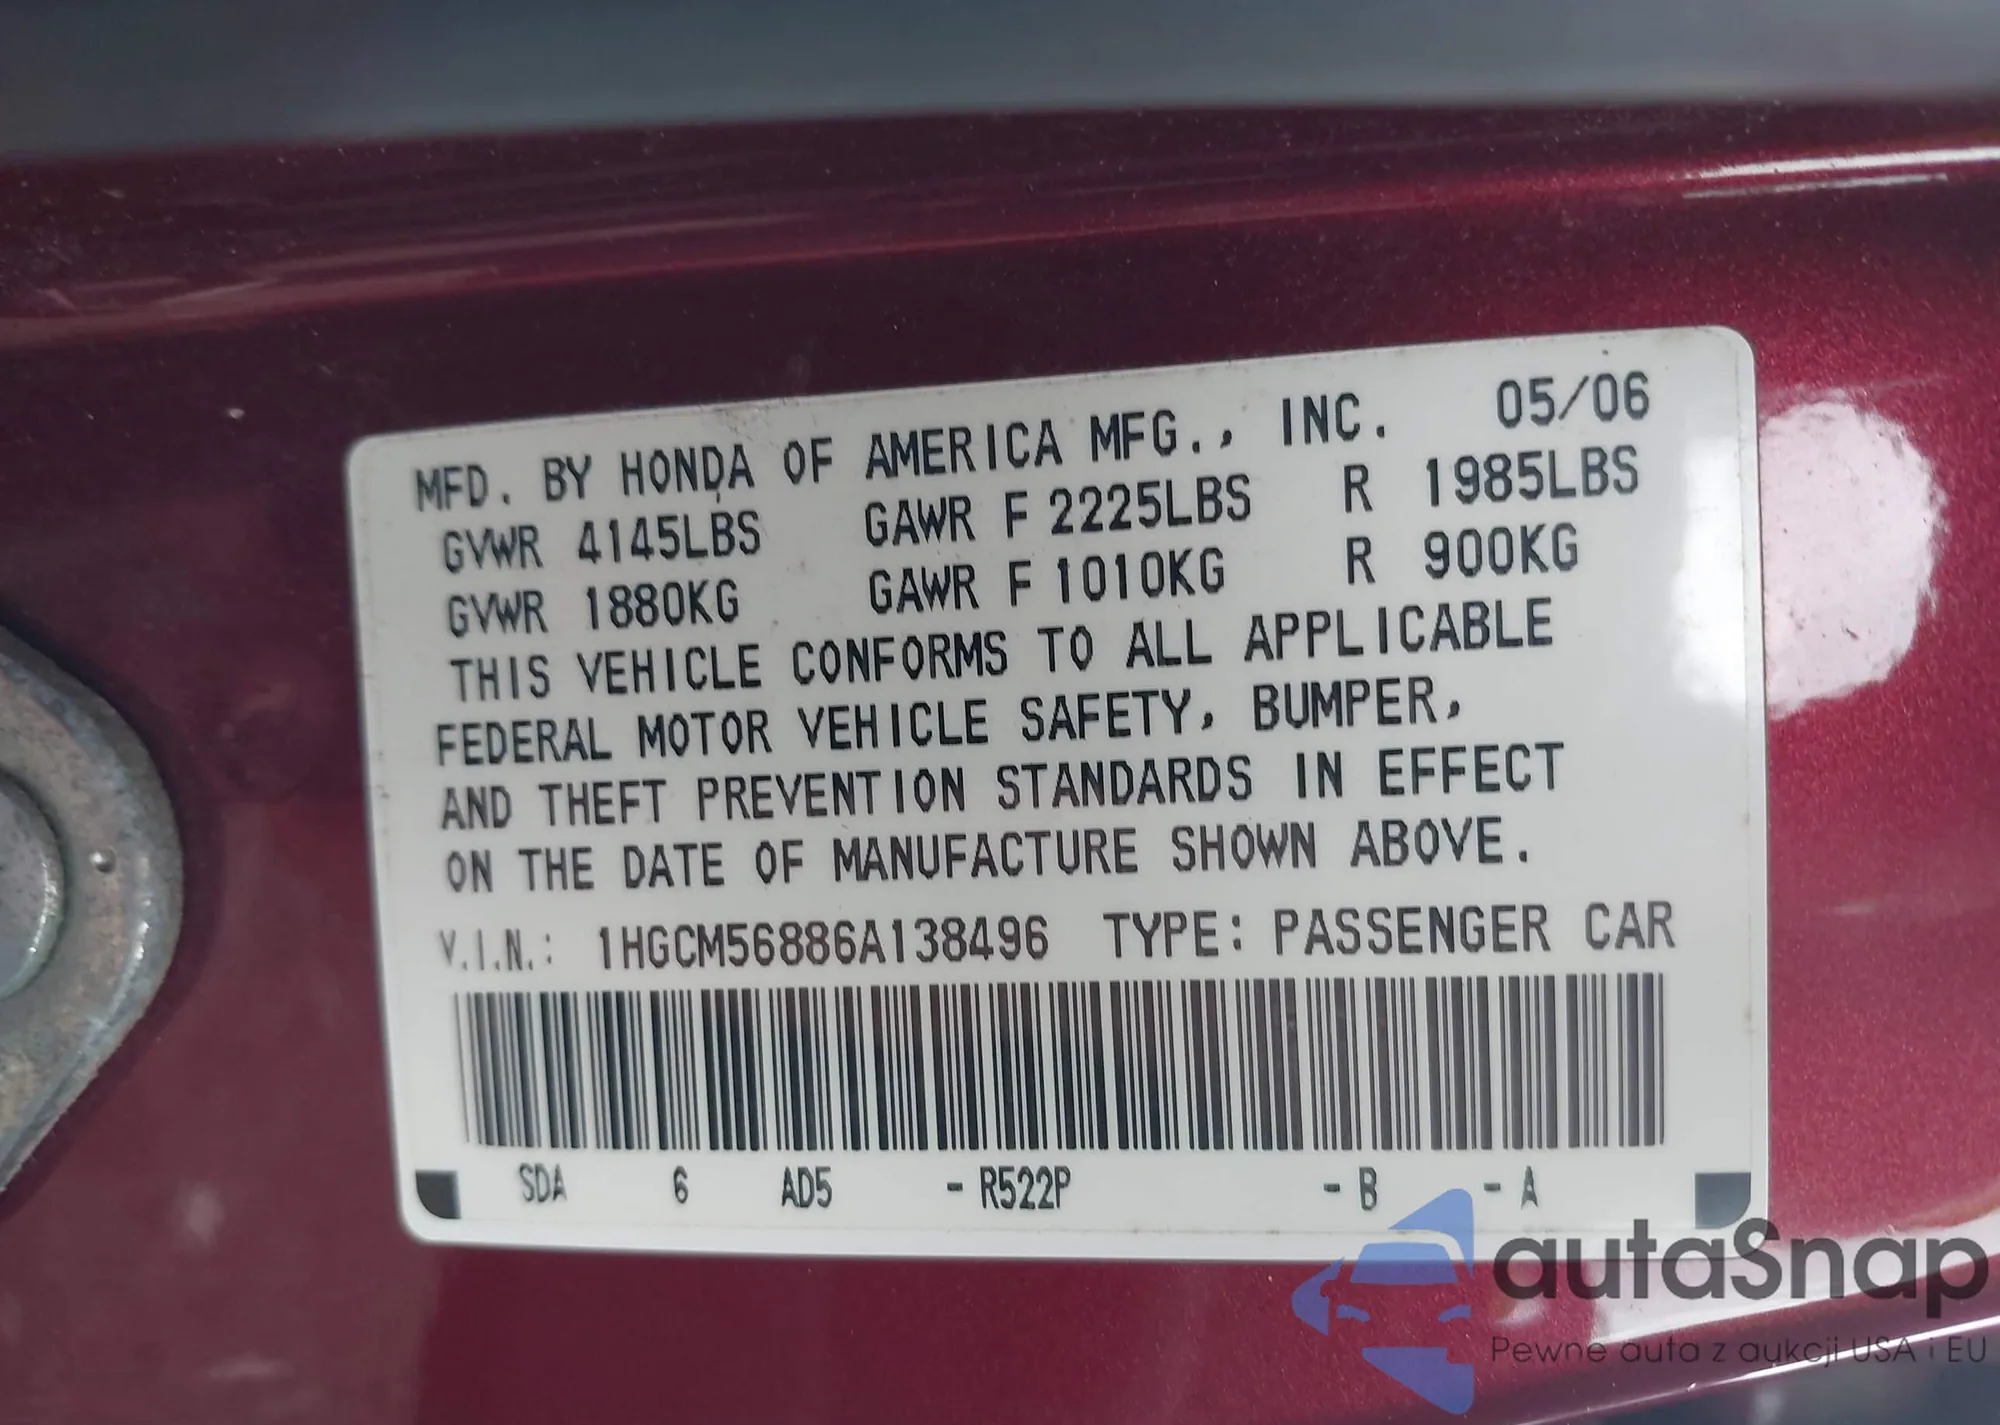 MFD. BY HONDA OF AMERICA MFG., INC. 05/06
GVWR 4145LBS GAWR F 2225LBS R 1985LBS
GVWR 1880KG GAWR F 1010KG R 900KG
THIS VEHICLE CONFORMS TO ALL APPLICABLE
FEDERAL MOTOR VEHICLE SAFETY, BUMPER,
AND THEFT PREVENTION STANDARDS IN EFFECT
ON THE DATE OF MANUFACTURE SHOWN ABOVE.
V.I.N.: 1HGCM56886A138496 TYPE: PASSENGER CAR
SDA 6 AD5 - R522P - B - A
autaSnap
Pewne auta z aukcji USA i EU